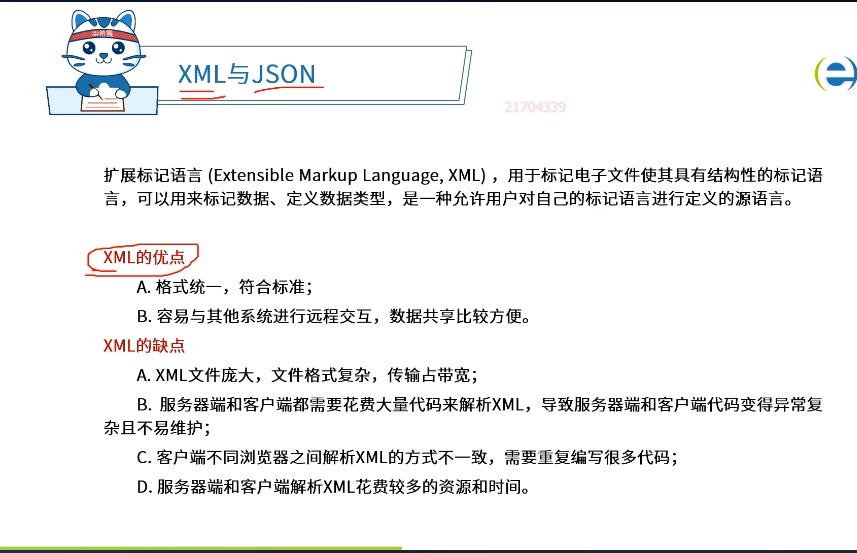 XML与JSON
21704339
扩展标记语言 (Extensible Markup Language, XML) ，用于标记电子文件使其具有结构性的标记语
言，可以用来标记数据、定义数据类型，是一种允许用户对自己的标记语言进行定义的源语言。
XML的优点
A. 格式统一，符合标准；
B. 容易与其他系统进行远程交互，数据共享比较方便。
XML的缺点
A. XML文件庞大，文件格式复杂，传输占带宽；
B. 服务器端和客户端都需要花费大量代码来解析XML，导致服务器端和客户端代码变得异常复
杂且不易维护；
C. 客户端不同浏览器之间解析XML的方式不一致，需要重复编写很多代码；
D. 服务器端和客户端解析XML花费较多的资源和时间。